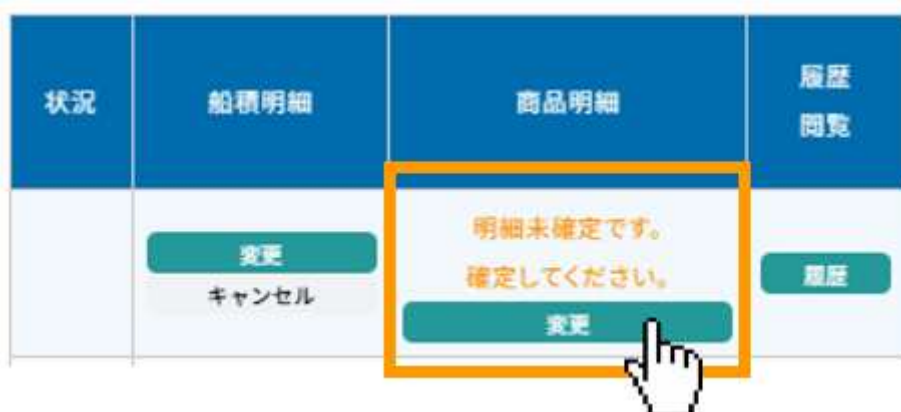 状況
船積明細
商品明細
履歴
閲覧
変更
キャンセル
明細未確定です。
確定してください。
変更
履歴